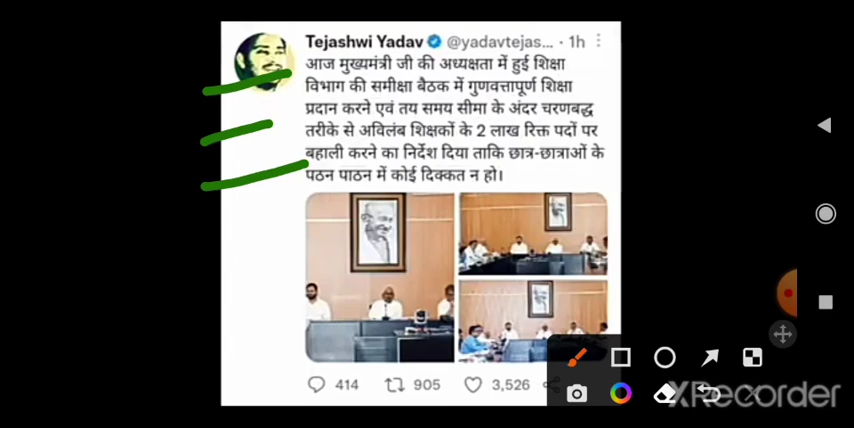 Tejashwi Yadav @yadavtejas... · 1h
आज मुख्यमंत्री जी की अध्यक्षता में हुई शिक्षा
विभाग की समीक्षा बैठक में गुणवत्तापूर्ण शिक्षा
प्रदान करने एवं तय समय सीमा के अंदर चरणबद्ध
तरीके से अविलंब शिक्षकों के 2 लाख रिक्त पदों पर
बहाली करने का निर्देश दिया ताकि छात्र-छात्राओं के
पठन पाठन में कोई दिक्कत न हो।
414 905 3,526
XRecorder